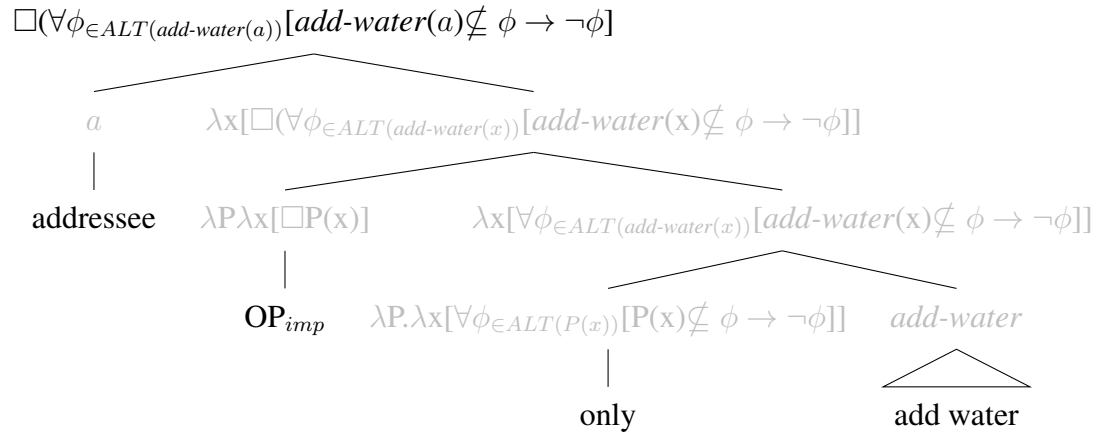 □(∀ϕ∈ALT(add-water(a))[add-water(a)⊈ ϕ → ¬ϕ]
a λx[□(∀ϕ∈ALT(add-water(x))[add-water(x)⊈ ϕ → ¬ϕ]]
addressee λPλx[□P(x)] λx[∀ϕ∈ALT(add-water(x))[add-water(x)⊈ ϕ → ¬ϕ]]
OPimp λP.λx[∀ϕ∈ALT(P(x))[P(x)⊈ ϕ → ¬ϕ]] add-water
only add water